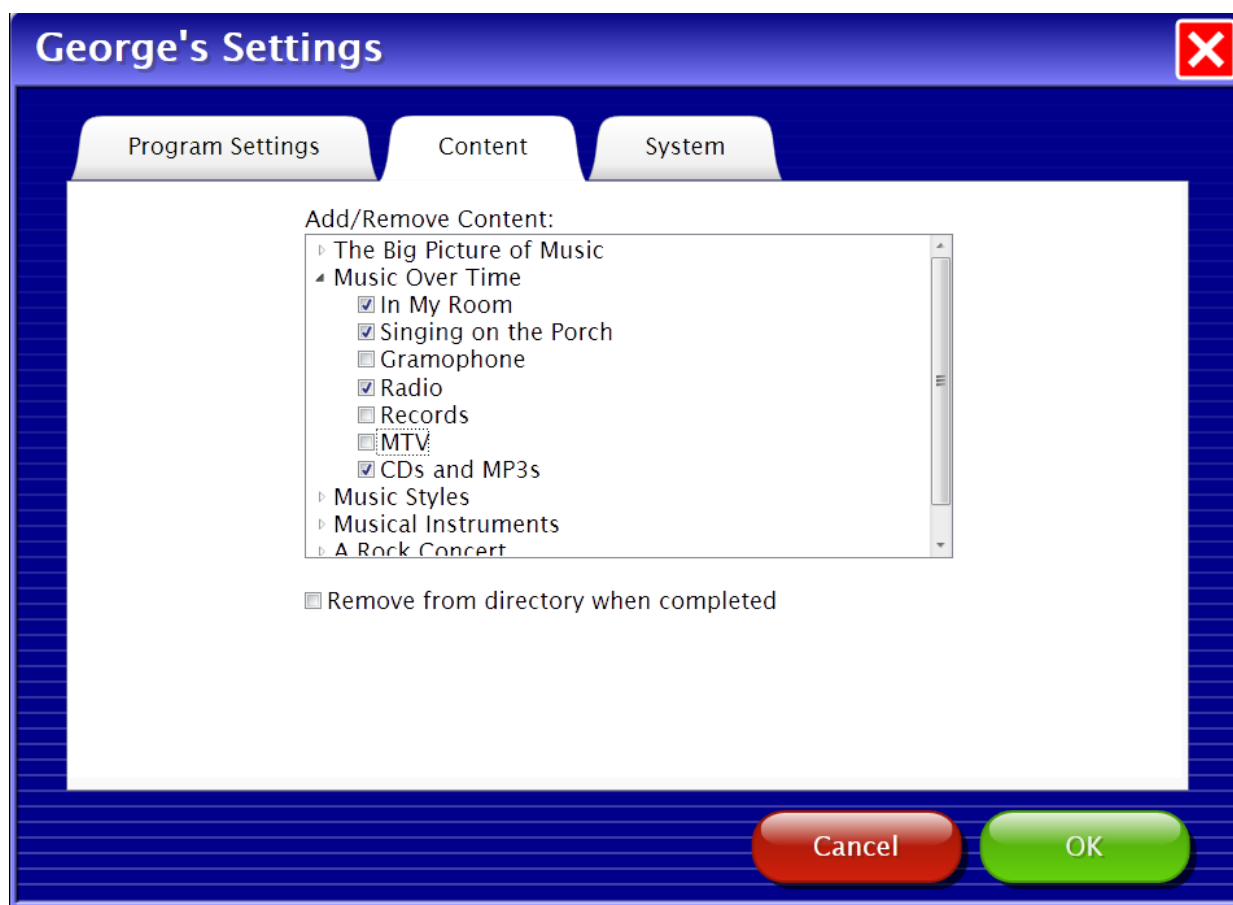 George's Settings
Program Settings
Content
System
Add/Remove Content:
The Big Picture of Music
Music Over Time
In My Room
Singing on the Porch
Gramophone
Radio
Records
MTV
CDs and MP3s
Music Styles
Musical Instruments
A Rock Concert
Remove from directory when completed
Cancel
OK